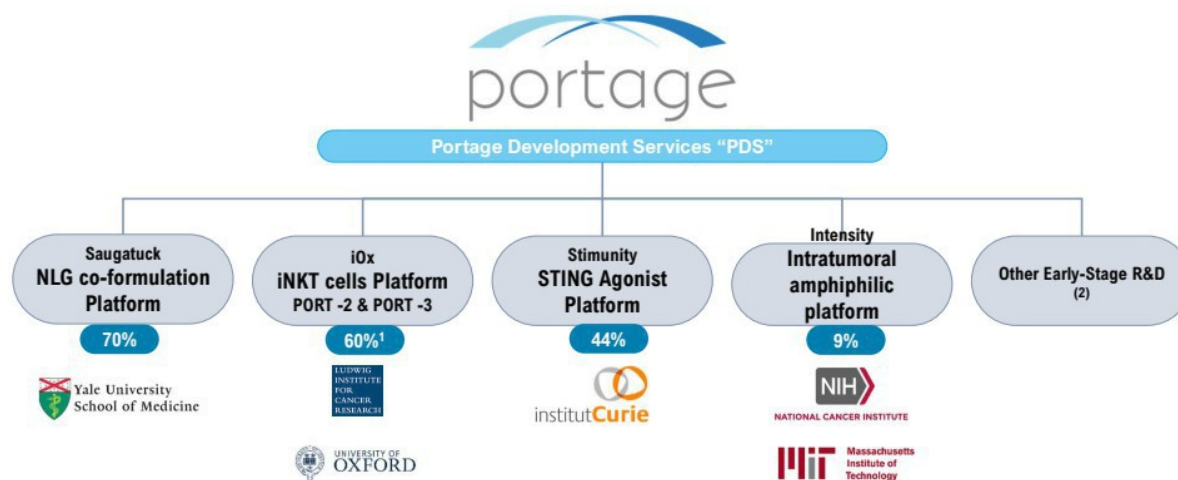 portage
Portage Development Services “PDS”
Saugatuck
NLG co-formulation
Platform
70%
iOx
iNKT cells Platform
PORT -2 & PORT -3
60%¹
Stimunity
STING Agonist
Platform
44%
Intensity
Intratumoral
amphiphilic
platform
9%
Other Early-Stage R&D
(2)
Yale University
School of Medicine
LUDWIG
INSTITUTE
FOR
CANCER
RESEARCH
UNIVERSITY OF
OXFORD
institutCurie
NIH
NATIONAL CANCER INSTITUTE
MIT
Massachusetts
Institute of
Technology